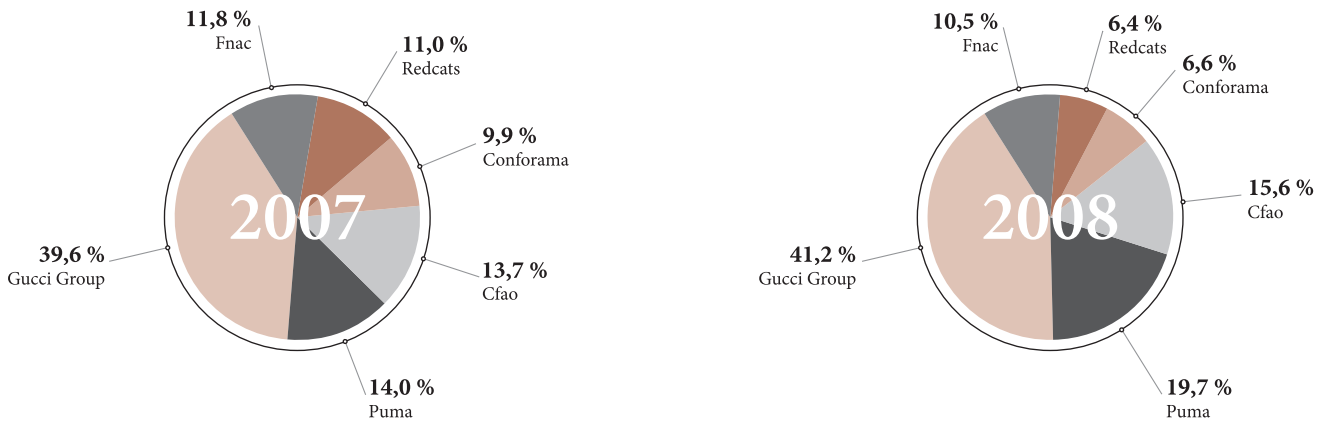 11,8 %
Fnac
11,0 %
Redcats
9,9 %
Conforama
2007
39,6 %
Gucci Group
13,7 %
Cfao
14,0 %
Puma
10,5 %
Fnac
6,4 %
Redcats
6,6 %
Conforama
15,6 %
Cfao
2008
41,2 %
Gucci Group
19,7 %
Puma